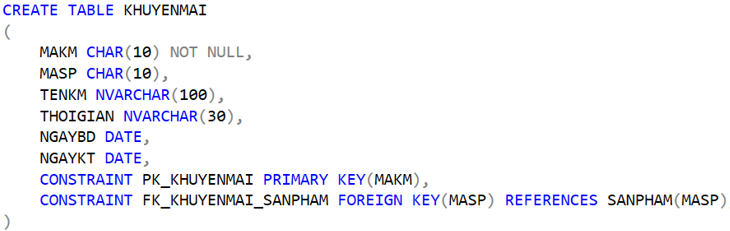 CREATE TABLE KHUYENMAI
(
MAKM CHAR(10) NOT NULL,
MASP CHAR(10),
TENKM NVARCHAR(100),
THOIGIAN NVARCHAR(30),
NGAYBD DATE,
NGAYKT DATE,
CONSTRAINT PK_KHUYENMAI PRIMARY KEY(MAKM),
CONSTRAINT FK_KHUYENMAI_SANPHAM FOREIGN KEY(MASP) REFERENCES SANPHAM(MASP)
)